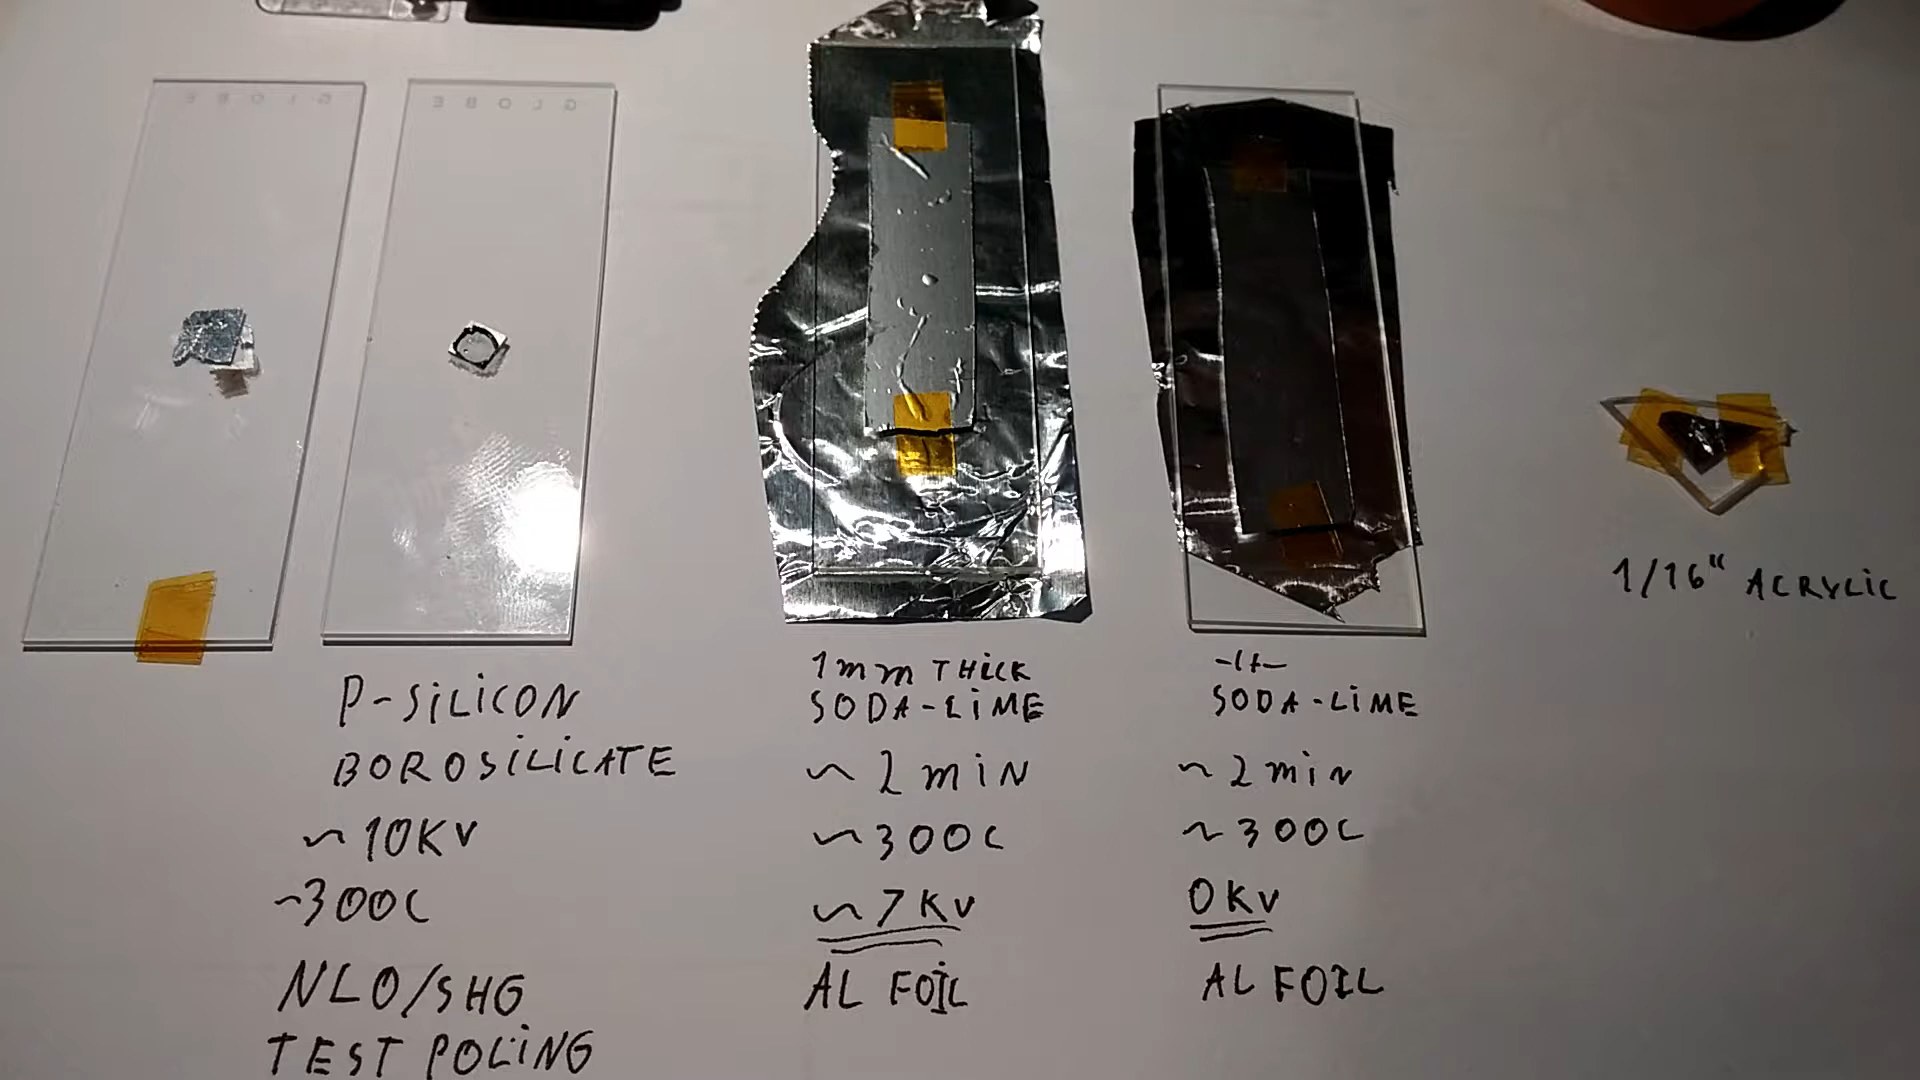 GLOBE
GLOBE
P-SiLiCON
BOROSiLiCATE
~10KV
~300C
NLO/SHG
TEST POLiNG
1mm THicK
SODA-LiME
~2miN
~300C
~7KV
AL FOiL
-1+-
SODA-LiME
~2miN
~300C
0KV
AL FOIL
1/16" ACRYLiC